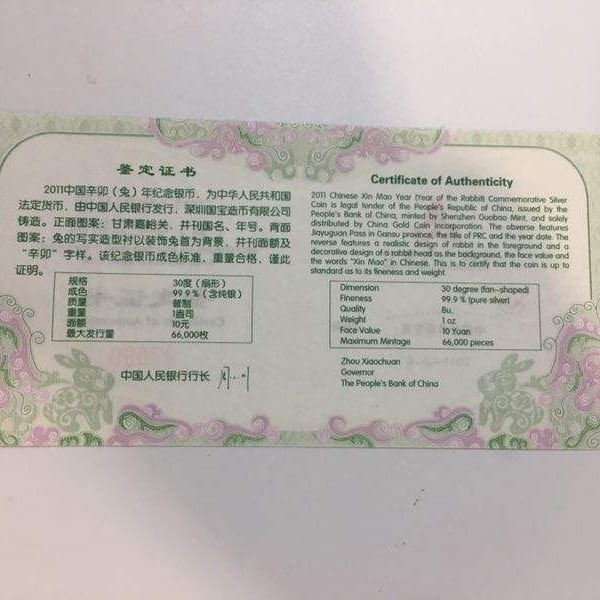 鉴定证书
2011中国辛卯（兔）年纪念银币，为中华人民共和国
法定货币，由中国人民银行发行，深圳国宝造币有限公司
铸造。正面图案：甘肃嘉峪关，并刊国名、年号。背面
图案：兔的写实造型衬以装饰兔首为背景，并刊面额及
“辛卯”字样。该纪念银币成色标准，重量合格，谨此
证明。
规格 30度（扇形）
成色 99.9%（含纯银）
质量 普制
重量 1盎司
面额 10元
最大发行量 66,000枚
中国人民银行行长
Certificate of Authenticity
2011 Chinese Xin Mao Year (Year of the Rabbit) Commemorative Silver
Coin is legal tender of the People's Republic of China, issued by the
People's Bank of China, minted by Shenzhen Guobao Mint, and solely
distributed by China Gold Coin Incorporation. The obverse features
Jiayuguan Pass in Gansu province, the title of PRC and the year date. The
reverse features a realistic design of rabbit in the foreground and a
decorative design of a rabbit head as the background, the face value and
the words "Xin Mao" in Chinese. This is to certify that the coin is up to
standard as to its fineness and weight.
Dimension 30 degree (fan-shaped)
Fineness 99.9 % (pure silver)
Quality Bu.
Weight 1 oz
Face Value 10 Yuan
Maximum Mintage 66,000 pieces
Zhou Xiaochuan
Governor
The People's Bank of China